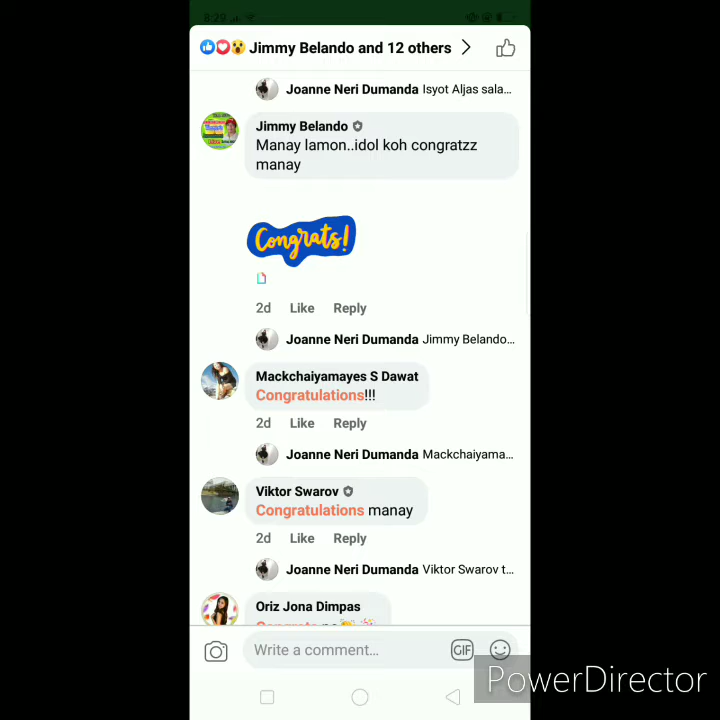 8:29
Jimmy Belando and 12 others
Joanne Neri Dumanda Isyot Aljas sala...
Jimmy Belando
Manay lamon..idol koh congratzz
manay
Congrats!
2d Like Reply
Joanne Neri Dumanda Jimmy Belando...
Mackchaiyamayes S Dawat
Congratulations!!!
2d Like Reply
Joanne Neri Dumanda Mackchaiyama...
Viktor Swarov
Congratulations manay
2d Like Reply
Joanne Neri Dumanda Viktor Swarov t...
Oriz Jona Dimpas
Write a comment...
GIF
PowerDirector